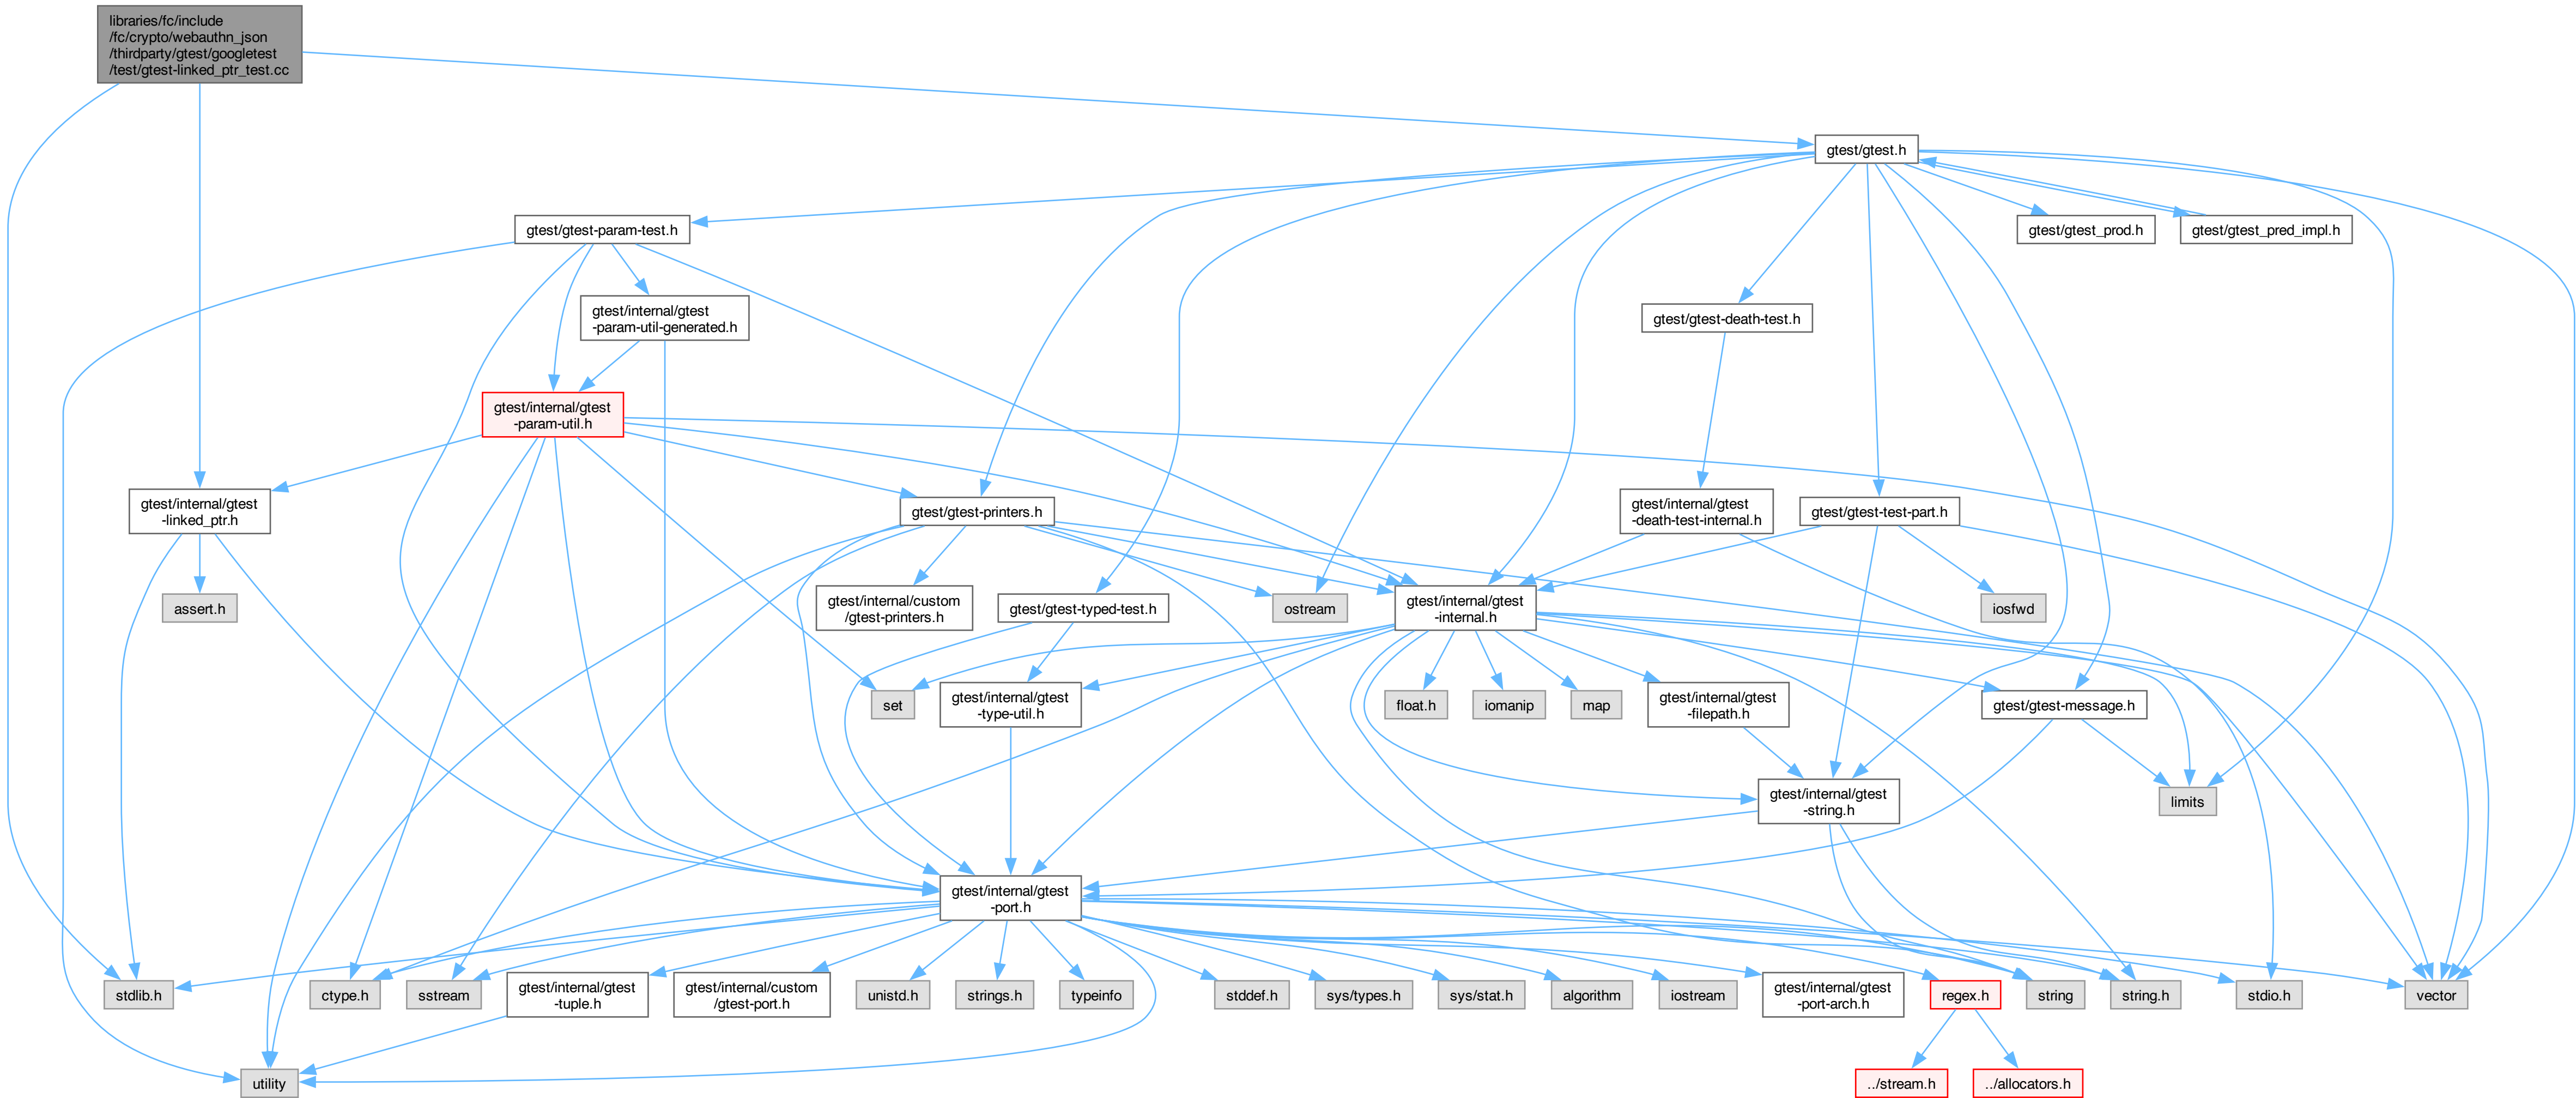 libraries/fc/include
/fc/crypto/webauthn_json
/thirdparty/gtest/googletest
/test/gtest-linked_ptr_test.cc
gtest/gtest.h
gtest/gtest-param-test.h
gtest/gtest_prod.h
gtest/gtest_pred_impl.h
gtest/internal/gtest
-param-util-generated.h
gtest/gtest-death-test.h
gtest/internal/gtest
-param-util.h
gtest/internal/gtest
-linked_ptr.h
gtest/gtest-printers.h
gtest/internal/gtest
-death-test-internal.h
gtest/gtest-test-part.h
assert.h
gtest/internal/custom
/gtest-printers.h
gtest/gtest-typed-test.h
ostream
gtest/internal/gtest
-internal.h
iosfwd
set
gtest/internal/gtest
-type-util.h
float.h
iomanip
map
gtest/internal/gtest
-filepath.h
gtest/gtest-message.h
gtest/internal/gtest
-string.h
limits
gtest/internal/gtest
-port.h
stdlib.h
ctype.h
sstream
gtest/internal/gtest
-tuple.h
gtest/internal/custom
/gtest-port.h
unistd.h
strings.h
typeinfo
stddef.h
sys/types.h
sys/stat.h
algorithm
iostream
gtest/internal/gtest
-port-arch.h
regex.h
string
string.h
stdio.h
vector
utility
../stream.h
../allocators.h